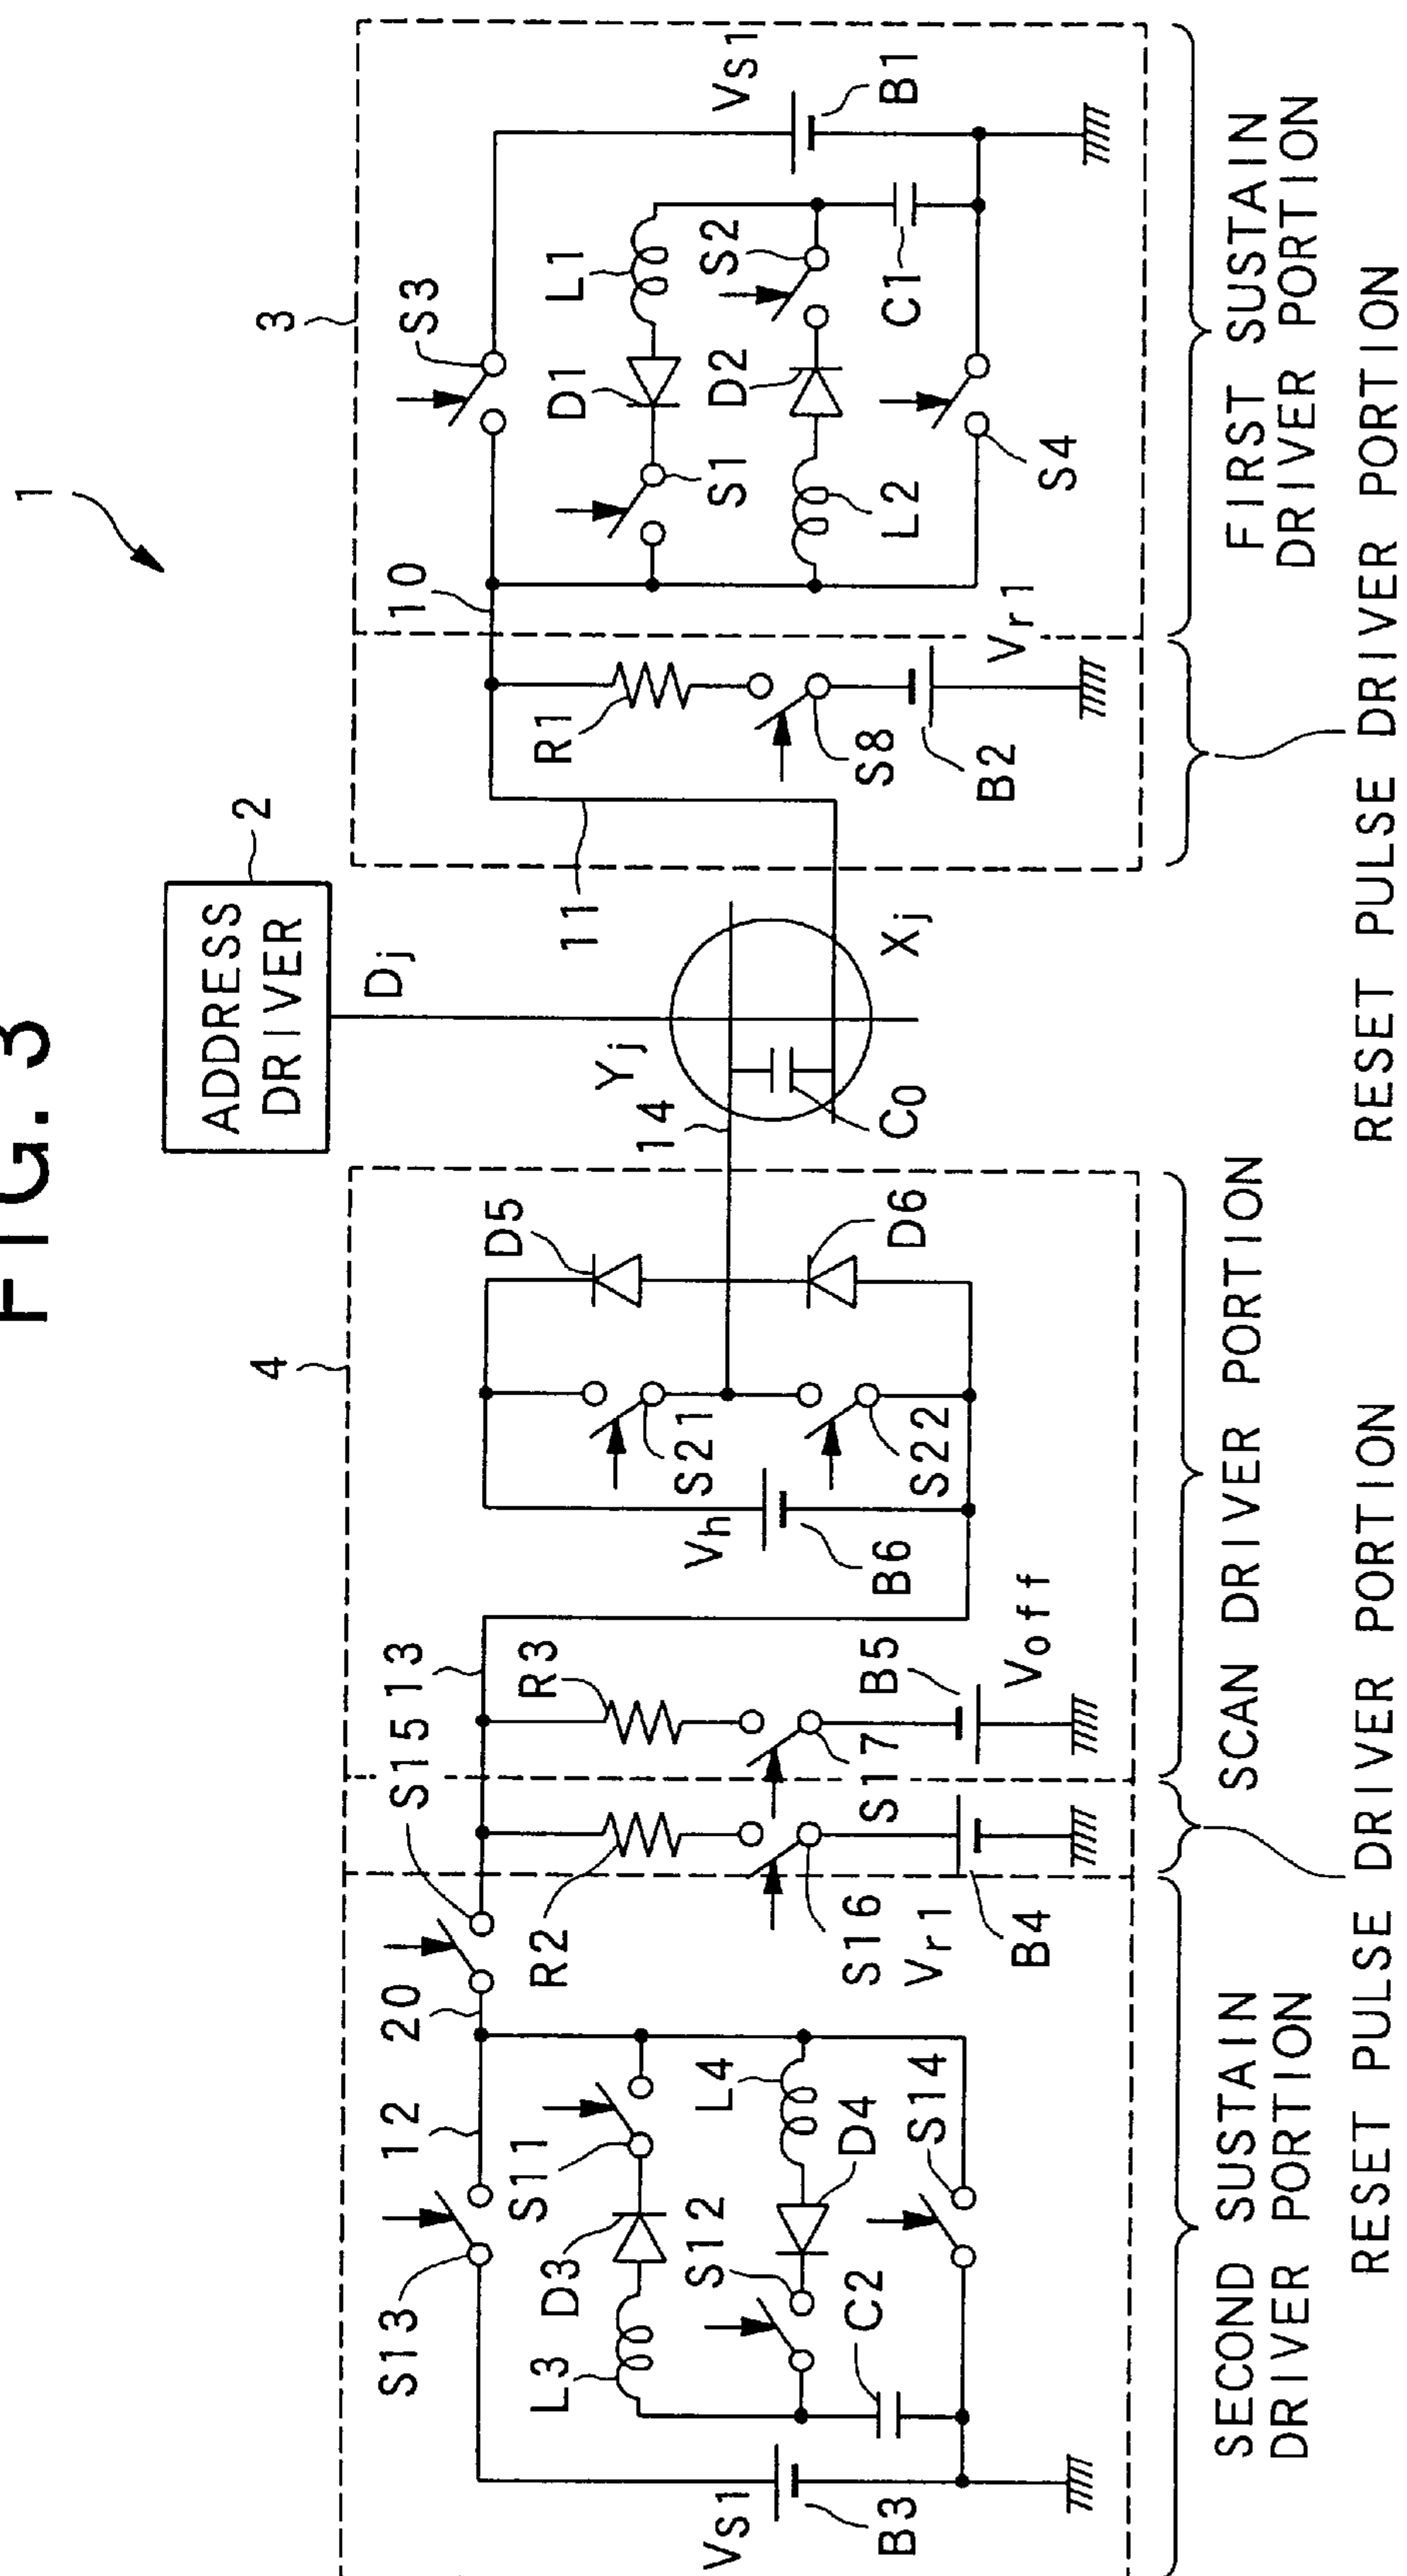 FIG. 3
1
ADDRESS
DRIVER
2
Dj
3
S3
10
L1
D1
S1
S2
D2
L2
C1
S4
Vs1
B1
R1
S8
B2
Vr1
11
Xj
Yj
14
C0
4
D5
D6
S21
S22
Vh
B6
13
R3
S17
B5
Voff
S15
R2
S16
Vr1
B4
20
12
S13
S11
D3
L3
L4
D4
S12
C2
S14
Vs1
B3
SECOND SUSTAIN
DRIVER PORTION
SCAN DRIVER PORTION
FIRST SUSTAIN
DRIVER PORTION
RESET PULSE DRIVER PORTION
RESET PULSE DRIVER PORTION